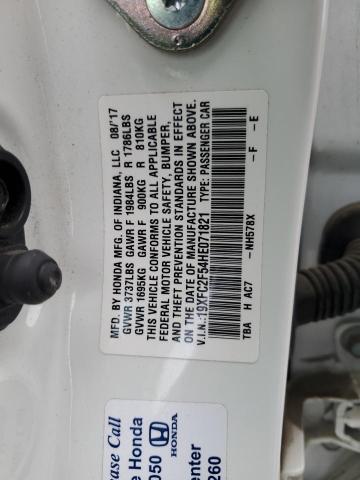 MFD. BY HONDA MFG. OF INDIANA, LLC 08/'17
GVWR 3737LBS GAWR F 1984LBS R 1786LBS
GVWR 1695KG GAWR F 900KG R 810KG
THIS VEHICLE CONFORMS TO ALL APPLICABLE
FEDERAL MOTOR VEHICLE SAFETY, BUMPER,
AND THEFT PREVENTION STANDARDS IN EFFECT
ON THE DATE OF MANUFACTURE SHOWN ABOVE.
V.I.N.:19XFC2F54HE071821 TYPE: PASSENGER CAR
TBA H AC7 -NH578X -F -E
ase Call
e Honda
050 HONDA
enter
260